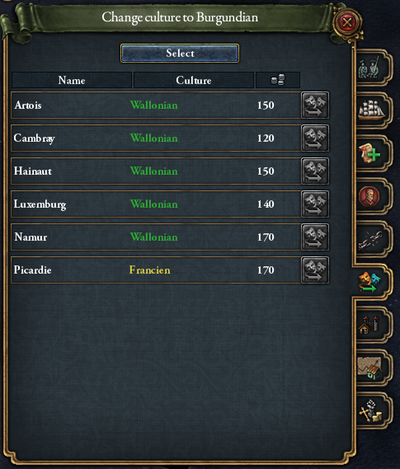 Change culture to Burgundian
Select
Name Culture
Artois Wallonian 150
Cambray Wallonian 120
Hainaut Wallonian 150
Luxemburg Wallonian 140
Namur Wallonian 170
Picardie Francien 170